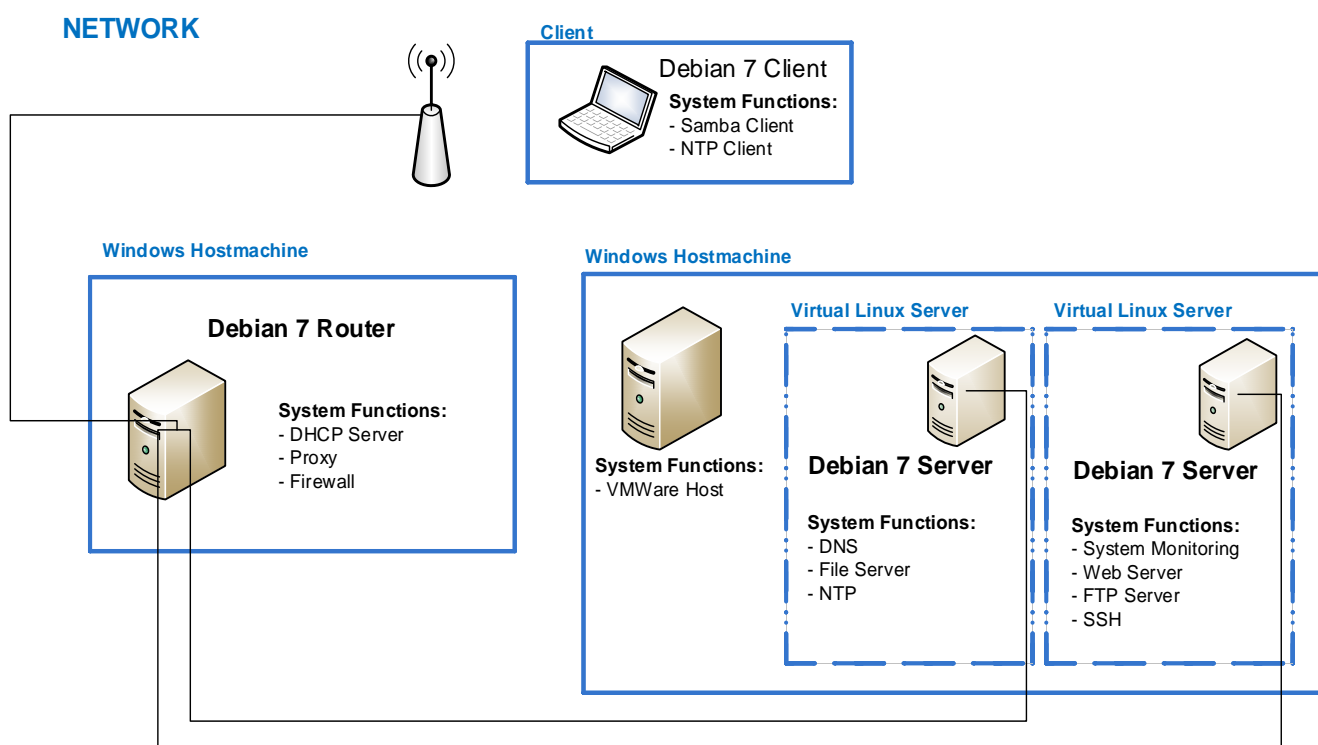 NETWORK
Client
Debian 7 Client
System Functions:
- Samba Client
- NTP Client
Windows Hostmachine
Debian 7 Router
System Functions:
- DHCP Server
- Proxy
- Firewall
Windows Hostmachine
System Functions:
- VMWare Host
Virtual Linux Server
Debian 7 Server
System Functions:
- DNS
- File Server
- NTP
Virtual Linux Server
Debian 7 Server
System Functions:
- System Monitoring
- Web Server
- FTP Server
- SSH